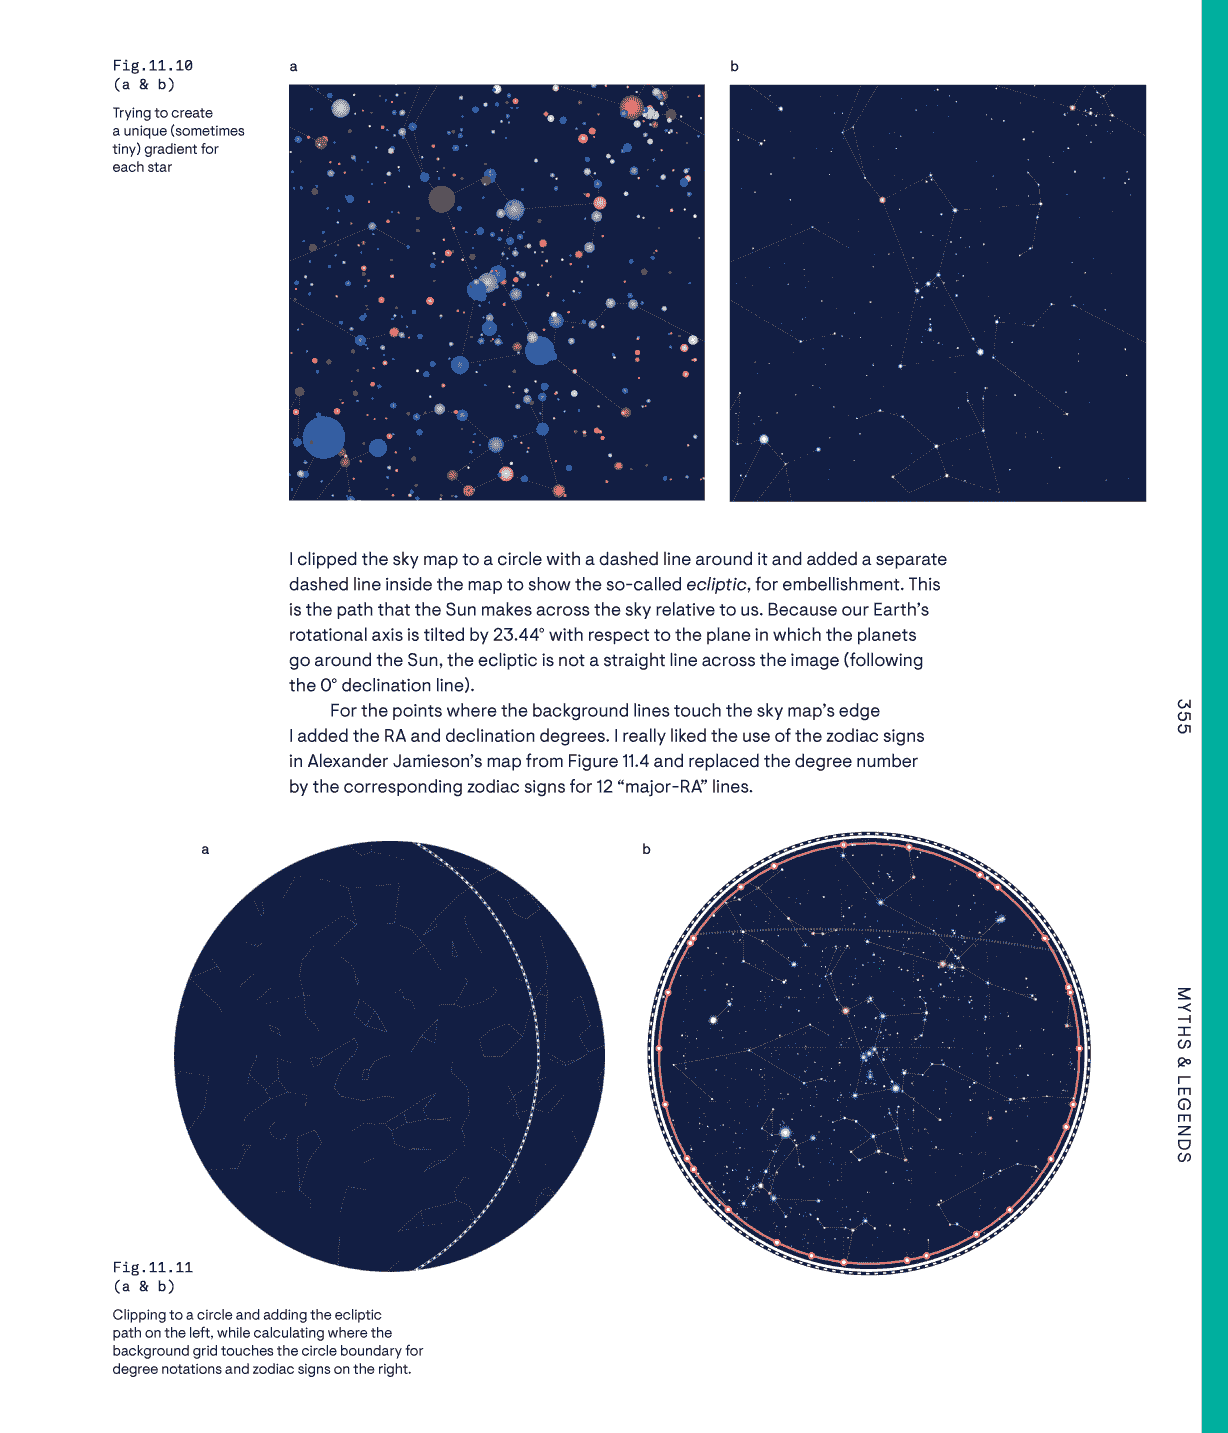 Fig.11.10
(a & b)
Trying to create
a unique (sometimes
tiny) gradient for
each star
a
b
I clipped the sky map to a circle with a dashed line around it and added a separate
dashed line inside the map to show the so-called ecliptic, for embellishment. This
is the path that the Sun makes across the sky relative to us. Because our Earth’s
rotational axis is tilted by 23.44° with respect to the plane in which the planets
go around the Sun, the ecliptic is not a straight line across the image (following
the 0° declination line).
For the points where the background lines touch the sky map’s edge
I added the RA and declination degrees. I really liked the use of the zodiac signs
in Alexander Jamieson’s map from Figure 11.4 and replaced the degree number
by the corresponding zodiac signs for 12 “major-RA” lines.
355
MYTHS & LEGENDS
a
b
Fig.11.11
(a & b)
Clipping to a circle and adding the ecliptic
path on the left, while calculating where the
background grid touches the circle boundary for
degree notations and zodiac signs on the right.